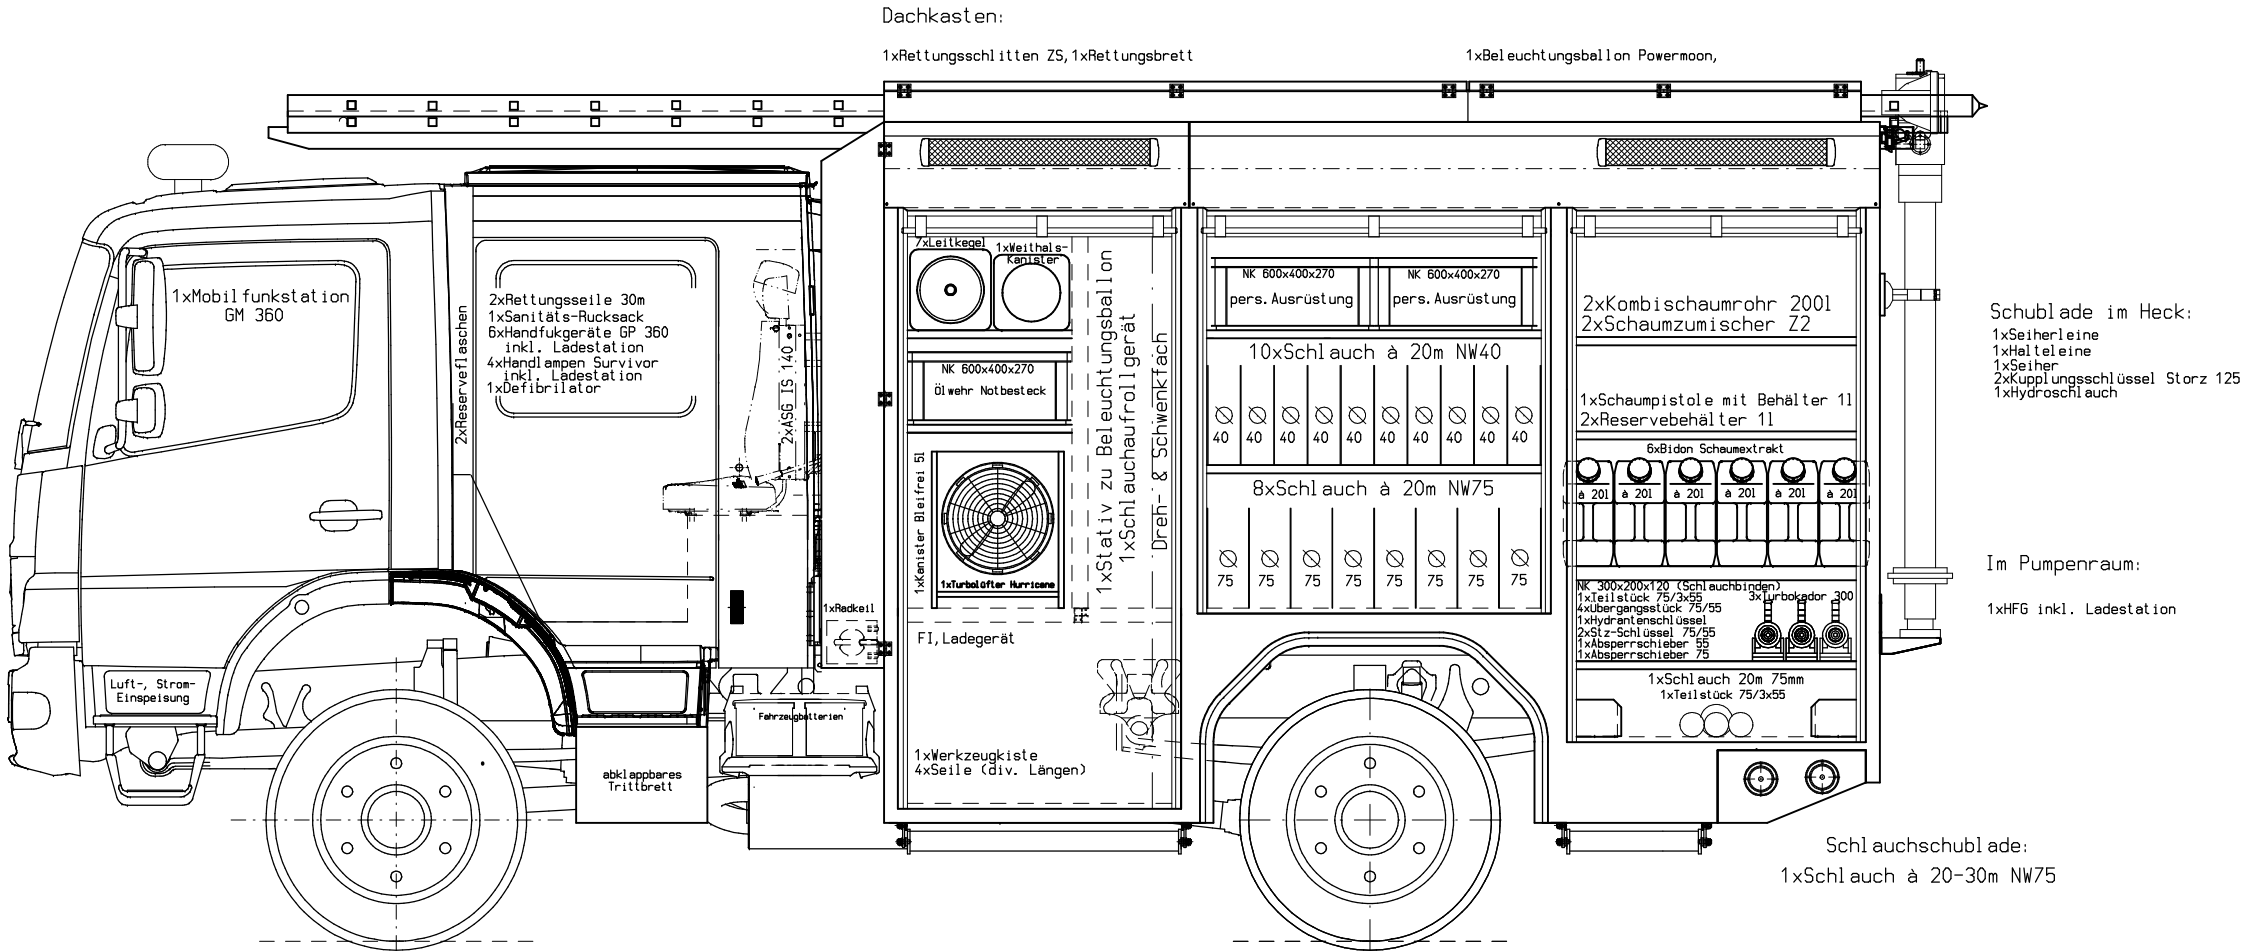 Dachkasten:
1xRettungsschlitten ZS, 1xRettungsbrett
1xBeleuchtungsballon Powermoon,
1xMobilfunkstation
GM 360
2xReserveflaschen
2xRettungsseile 30m
1xSanitäts-Rucksack
6xHandfukgeräte GP 360
inkl. Ladestation
4xHandlampen Survivor
inkl. Ladestation
1xDefibrilator
2xASG IS 140
Luft-, Strom-
Einspeisung
abklappbares
Trittbrett
Fahrzeugbatterien
1xRadkeil
7xLeitkegel
1xWeithals-
Kanister
NK 600x400x270
Ölwehr Notbesteck
1xKanister Bleifrei 5l
1xTurbolüfter Hurricane
1xStativ zu Beleuchtungsballon
1xSchlauchaufrollgerät
Dreh- & Schwenkfach
FI, Ladegerät
1xWerkzeugkiste
4xSeile (div. Längen)
NK 600x400x270
pers. Ausrüstung
NK 600x400x270
pers. Ausrüstung
10xSchlauch à 20m NW40
40 40 40 40 40 40 40 40 40 40
8xSchlauch à 20m NW75
75 75 75 75 75 75 75 75
2xKombischaumrohr 200l
2xSchaumzumischer Z2
1xSchaumpistole mit Behälter 1l
2xReservebehälter 1l
6xBidon Schaumextrakt
à 20l à 20l à 20l à 20l à 20l à 20l
NK 300x200x120 (Schlauchbinden)
1xTeilstück 75/3x55
4xÜbergangsstück 75/55
1xHydrantenschlüssel
2xStz-Schlüssel 75/55
1xAbsperrschieber 55
1xAbsperrschieber 75
3xTurbokador 300
1xSchlauch 20m 75mm
1xTeilstück 75/3x55
Schublade im Heck:
1xSeiherleine
1xHalteleine
1xSeiher
2xKupplungsschlüssel Storz 125
1xHydroschlauch
Im Pumpenraum:
1xHFG inkl. Ladestation
Schlauchschublade:
1xSchlauch à 20-30m NW75